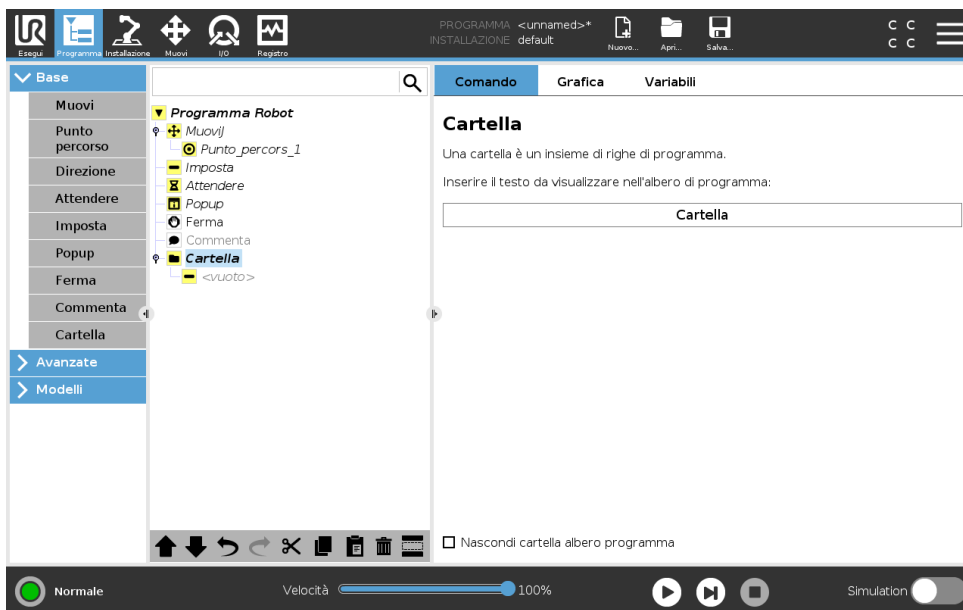 UR
PROGRAMMA <unnamed>*
INSTALLAZIONE default
Esegui Programma Installazione Muovi I/O Registro
Nuovo... Apri... Salva...
C C
C C
Base
Muovi
Punto
percorso
Direzione
Attendere
Imposta
Popup
Ferma
Commenta
Cartella
Avanzate
Modelli
Programma Robot
MuoviJ
Punto_percors_1
Imposta
Attendere
Popup
Ferma
Commenta
Cartella
<vuoto>
Comando Grafica Variabili
Cartella
Una cartella è un insieme di righe di programma.
Inserire il testo da visualizzare nell'albero di programma:
Cartella
Nascondi cartella albero programma
Normale
Velocità 100%
Simulation